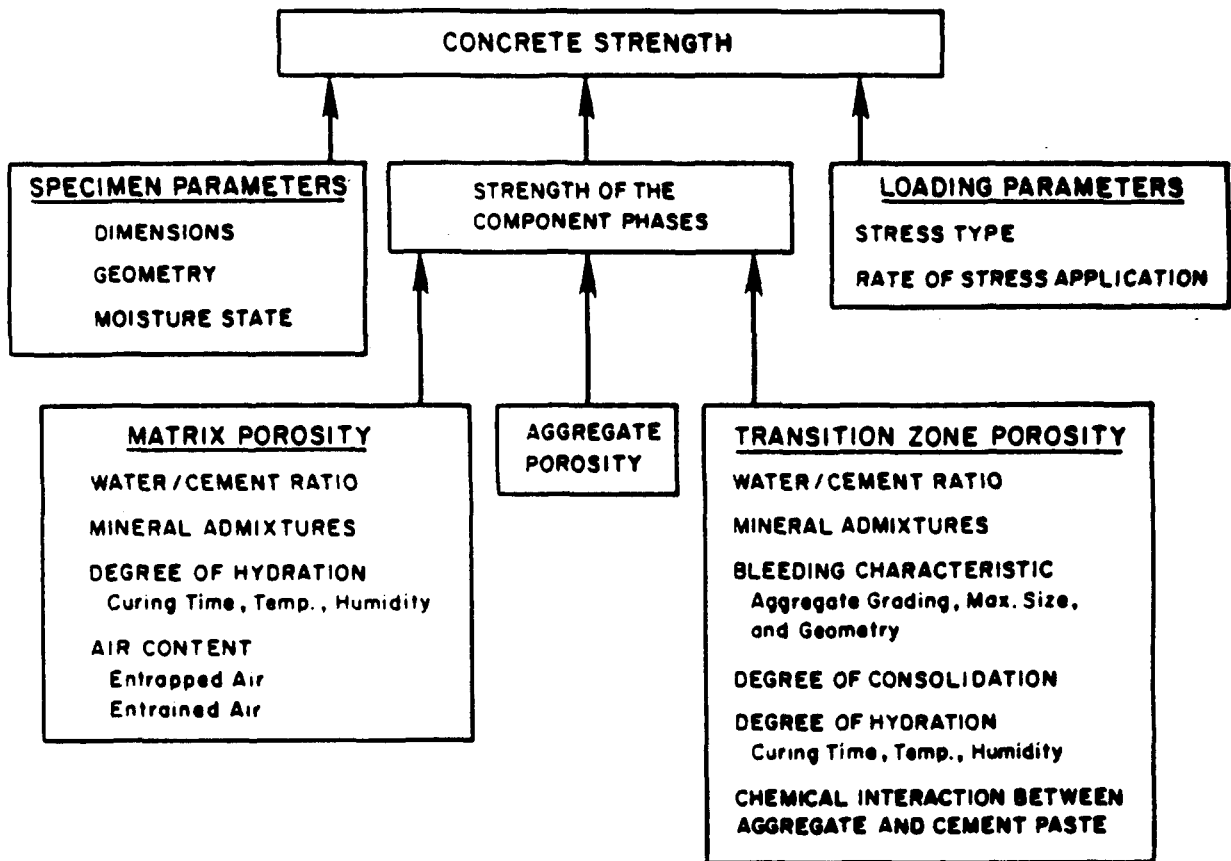 CONCRETE STRENGTH
SPECIMEN PARAMETERS
DIMENSIONS
GEOMETRY
MOISTURE STATE
STRENGTH OF THE
COMPONENT PHASES
LOADING PARAMETERS
STRESS TYPE
RATE OF STRESS APPLICATION
MATRIX POROSITY
WATER/CEMENT RATIO
MINERAL ADMIXTURES
DEGREE OF HYDRATION
Curing Time, Temp., Humidity
AIR CONTENT
Entrapped Air
Entrained Air
AGGREGATE
POROSITY
TRANSITION ZONE POROSITY
WATER/CEMENT RATIO
MINERAL ADMIXTURES
BLEEDING CHARACTERISTIC
Aggregate Grading, Max. Size,
and Geometry
DEGREE OF CONSOLIDATION
DEGREE OF HYDRATION
Curing Time, Temp., Humidity
CHEMICAL INTERACTION BETWEEN
AGGREGATE AND CEMENT PASTE